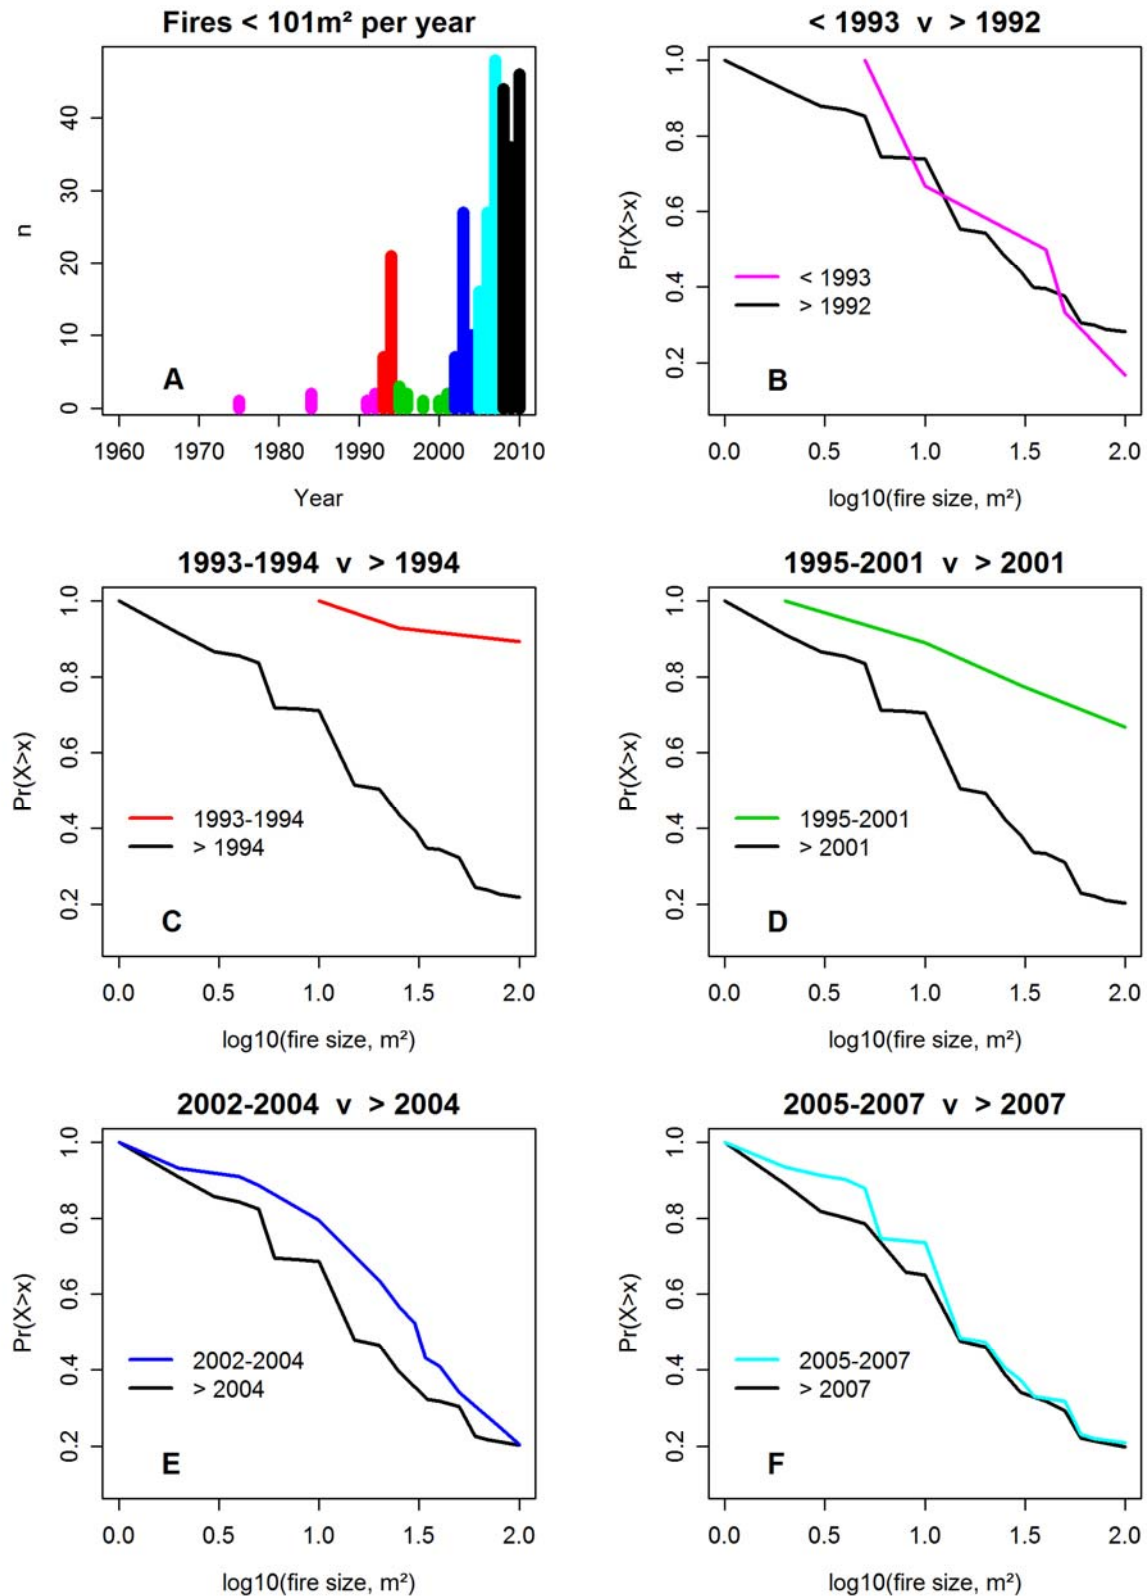 Fires < 101m² per year
n
40
30
20
10
0
A
1960 1970 1980 1990 2000 2010
Year
< 1993 v > 1992
Pr(X>x)
1.0
0.8
0.6
0.4
0.2
< 1993
> 1992
B
0.0 0.5 1.0 1.5 2.0
log10(fire size, m²)
1993-1994 v > 1994
Pr(X>x)
1.0
0.8
0.6
0.4
0.2
1993-1994
> 1994
C
0.0 0.5 1.0 1.5 2.0
log10(fire size, m²)
1995-2001 v > 2001
Pr(X>x)
1.0
0.8
0.6
0.4
0.2
1995-2001
> 2001
D
0.0 0.5 1.0 1.5 2.0
log10(fire size, m²)
2002-2004 v > 2004
Pr(X>x)
1.0
0.8
0.6
0.4
0.2
2002-2004
> 2004
E
0.0 0.5 1.0 1.5 2.0
log10(fire size, m²)
2005-2007 v > 2007
Pr(X>x)
1.0
0.8
0.6
0.4
0.2
2005-2007
> 2007
F
0.0 0.5 1.0 1.5 2.0
log10(fire size, m²)